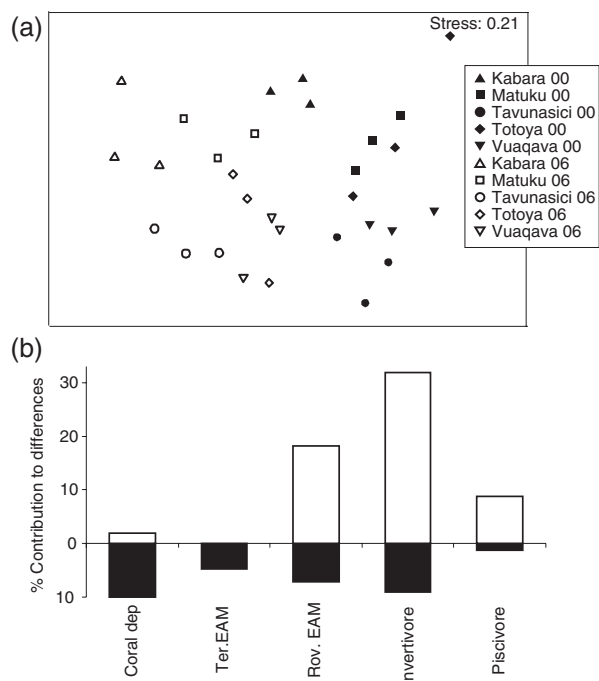 (a)
Stress: 0.21
Kabara 00
Matuku 00
Tavunasici 00
Totoya 00
Vuaqava 00
Kabara 06
Matuku 06
Tavunasici 06
Totoya 06
Vuaqava 06
(b)
% Contribution to differences
30
20
10
0
10
Coral dep
Ter.EAM
Rov. EAM
nvertivore
Piscivore